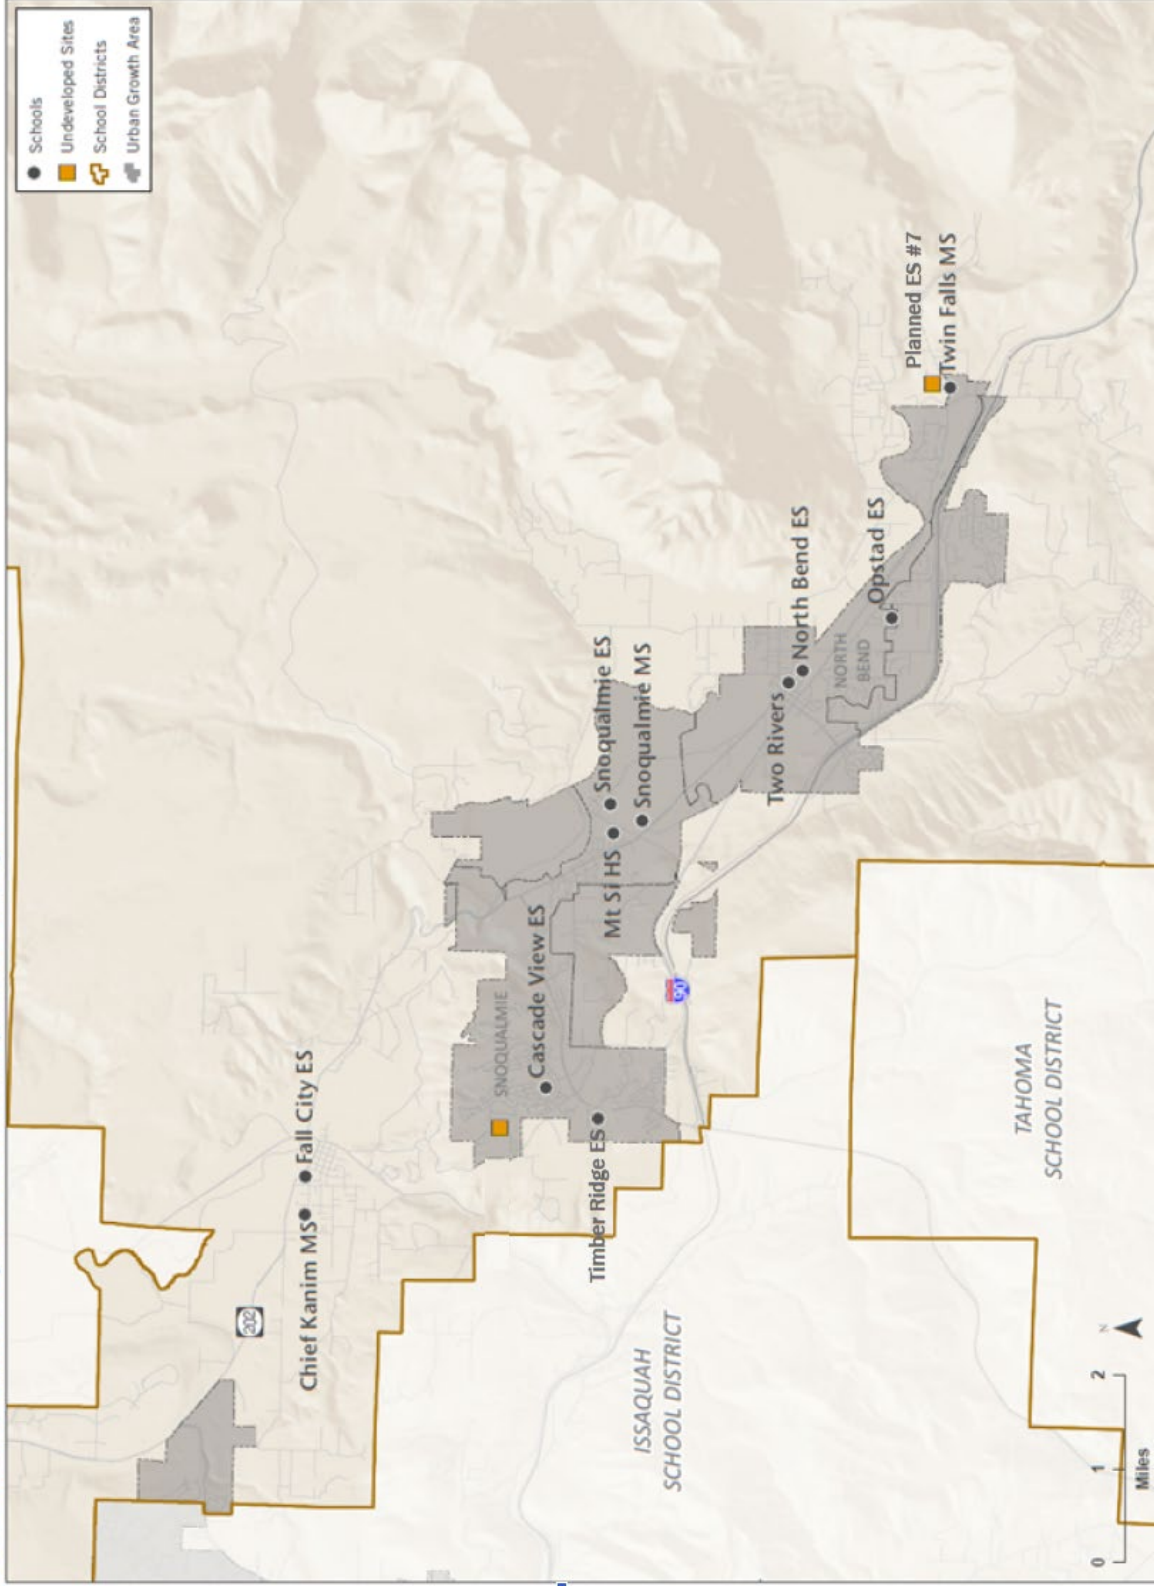 Schools
Undeveloped Sites
School Districts
Urban Growth Area
202
Chief Kanim MS
Fall City ES
SNOQUALMIE
Cascade View ES
Timber Ridge ES
Mt Si HS
Snoqualmie ES
Snoqualmie MS
90
Two Rivers
North Bend ES
NORTH
BEND
Opstad ES
Planned ES #7
Twin Falls MS
ISSAQUAH
SCHOOL DISTRICT
TAHOMA
SCHOOL DISTRICT
N
0 1 2
Miles